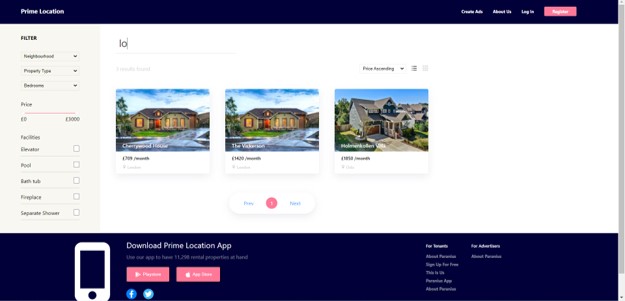 Prime Location
Create Ads
About Us
Log In
Register
FILTER
Neighbourhood
Property Type
Bedrooms
Price
£0
£3000
Facilities
Elevator
Pool
Bath tub
Fireplace
Separate Shower
lo
3 results found
Price Ascending
Cherrywood House
£709 /month
London
The Vickerson
£1420 /month
London
Holmenkollen Villa
£1850 /month
Oslo
Prev
1
Next
Download Prime Location App
Use our app to have 11,298 rental properties at hand
Playstore
App Store
For Tenants
About Paranius
Sign Up For Free
This Is Us
Paranius App
About Paranius
For Advertisers
About Paranius